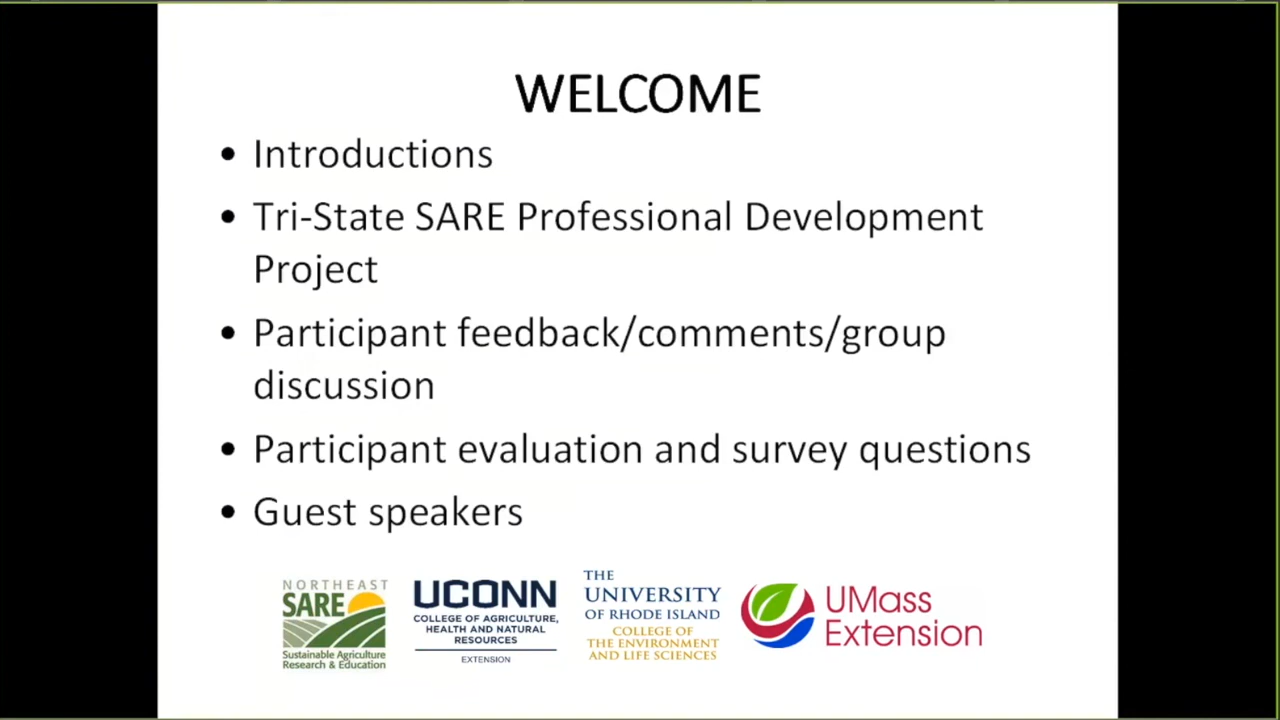 WELCOME
• Introductions
• Tri-State SARE Professional Development
Project
• Participant feedback/comments/group
discussion
• Participant evaluation and survey questions
• Guest speakers
NORTHEAST
SARE
Sustainable Agriculture
Research & Education
UCONN
COLLEGE OF AGRICULTURE,
HEALTH AND NATURAL
RESOURCES
EXTENSION
THE
UNIVERSITY
OF RHODE ISLAND
COLLEGE OF
THE ENVIRONMENT
AND LIFE SCIENCES
UMass
Extension